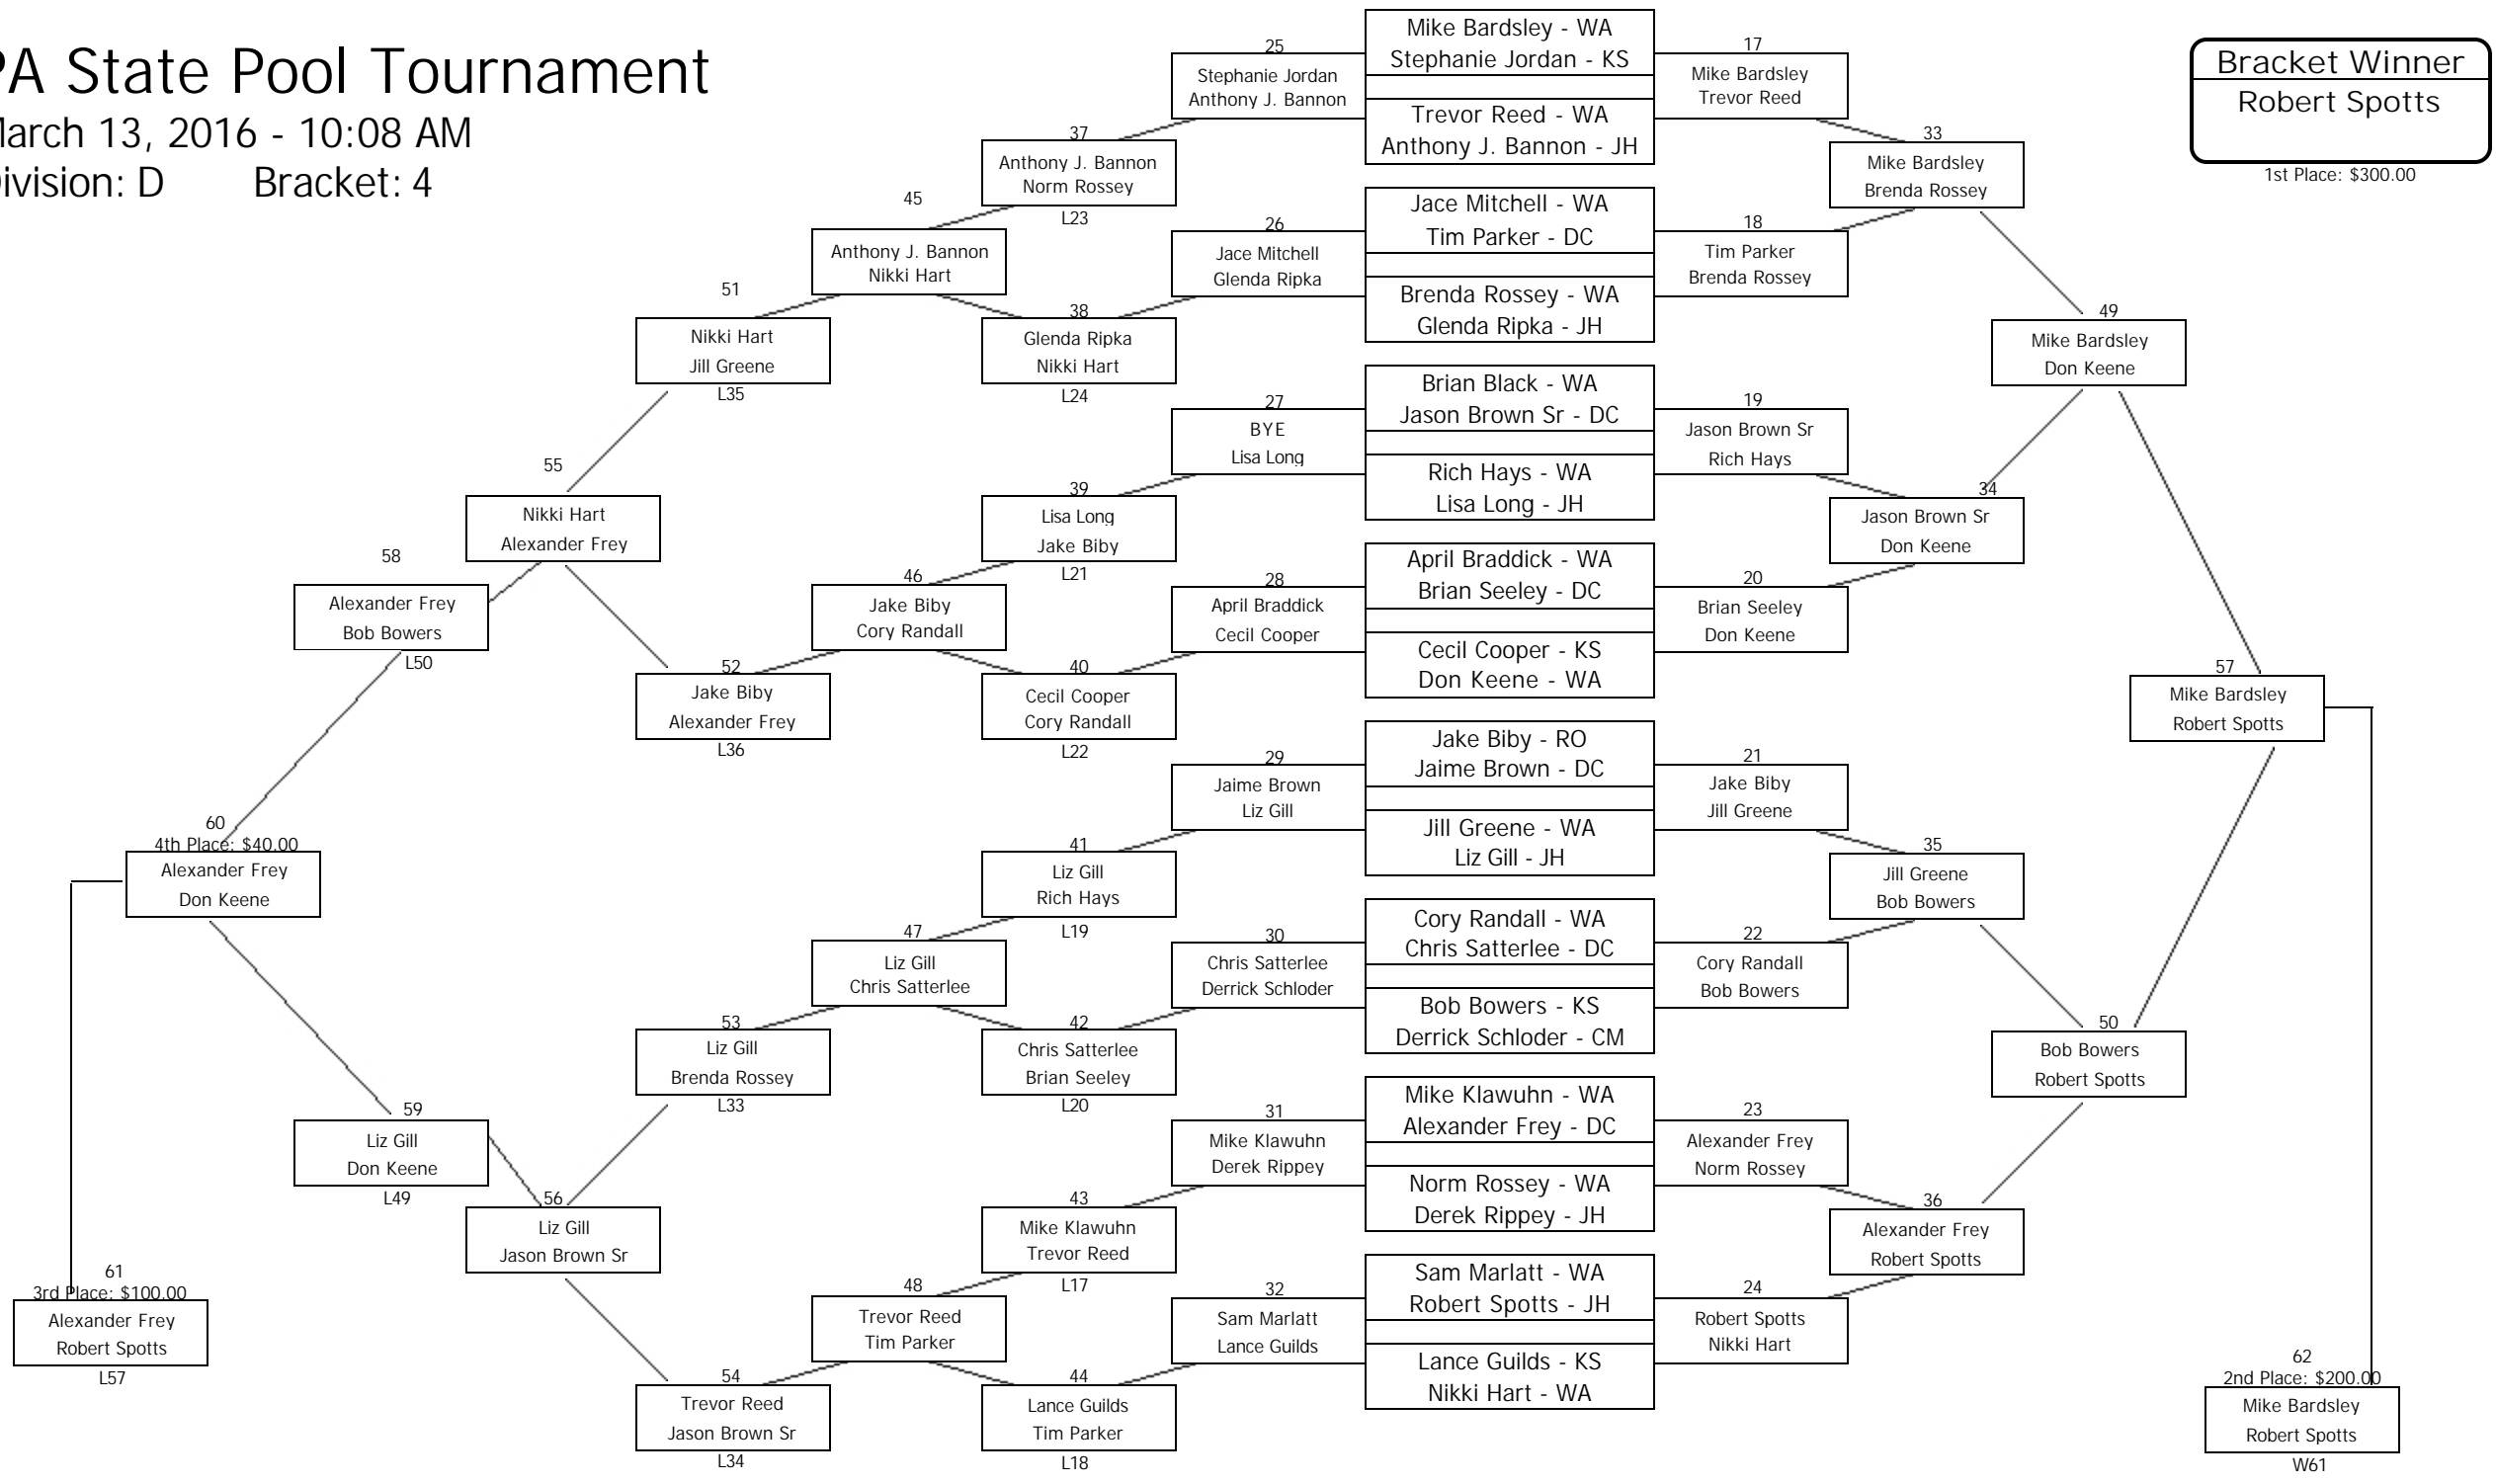 PA State Pool Tournament
March 13, 2016 - 10:08 AM
Division: D Bracket: 4
Bracket Winner
Robert Spotts
1st Place: $300.00
Mike Bardsley - WA
Stephanie Jordan - KS
Trevor Reed - WA
Anthony J. Bannon - JH
Jace Mitchell - WA
Tim Parker - DC
Brenda Rossey - WA
Glenda Ripka - JH
Brian Black - WA
Jason Brown Sr - DC
Rich Hays - WA
Lisa Long - JH
April Braddick - WA
Brian Seeley - DC
Cecil Cooper - KS
Don Keene - WA
Jake Biby - RO
Jaime Brown - DC
Jill Greene - WA
Liz Gill - JH
Cory Randall - WA
Chris Satterlee - DC
Bob Bowers - KS
Derrick Schloder - CM
Mike Klawuhn - WA
Alexander Frey - DC
Norm Rossey - WA
Derek Rippey - JH
Sam Marlatt - WA
Robert Spotts - JH
Lance Guilds - KS
Nikki Hart - WA
17
Mike Bardsley
Trevor Reed
18
Tim Parker
Brenda Rossey
19
Jason Brown Sr
Rich Hays
20
Brian Seeley
Don Keene
21
Jake Biby
Jill Greene
22
Cory Randall
Bob Bowers
23
Alexander Frey
Norm Rossey
24
Robert Spotts
Nikki Hart
25
Stephanie Jordan
Anthony J. Bannon
26
Jace Mitchell
Glenda Ripka
27
BYE
Lisa Long
28
April Braddick
Cecil Cooper
29
Jaime Brown
Liz Gill
30
Chris Satterlee
Derrick Schloder
31
Mike Klawuhn
Derek Rippey
32
Sam Marlatt
Lance Guilds
33
Mike Bardsley
Brenda Rossey
34
Jason Brown Sr
Don Keene
35
Jill Greene
Bob Bowers
36
Alexander Frey
Robert Spotts
37
Anthony J. Bannon
Norm Rossey
L23
38
Glenda Ripka
Nikki Hart
L24
39
Lisa Long
Jake Biby
L21
40
Cecil Cooper
Cory Randall
L22
41
Liz Gill
Rich Hays
L19
42
Chris Satterlee
Brian Seeley
L20
43
Mike Klawuhn
Trevor Reed
L17
44
Lance Guilds
Tim Parker
L18
45
Anthony J. Bannon
Nikki Hart
46
Jake Biby
Cory Randall
47
Liz Gill
Chris Satterlee
48
Trevor Reed
Tim Parker
49
Mike Bardsley
Don Keene
50
Bob Bowers
Robert Spotts
51
Nikki Hart
Jill Greene
L35
52
Jake Biby
Alexander Frey
L36
53
Liz Gill
Brenda Rossey
L33
54
Trevor Reed
Jason Brown Sr
L34
55
Nikki Hart
Alexander Frey
56
Liz Gill
Jason Brown Sr
57
Mike Bardsley
Robert Spotts
58
Alexander Frey
Bob Bowers
L50
59
Liz Gill
Don Keene
L49
60
4th Place: $40.00
Alexander Frey
Don Keene
61
3rd Place: $100.00
Alexander Frey
Robert Spotts
L57
62
2nd Place: $200.00
Mike Bardsley
Robert Spotts
W61